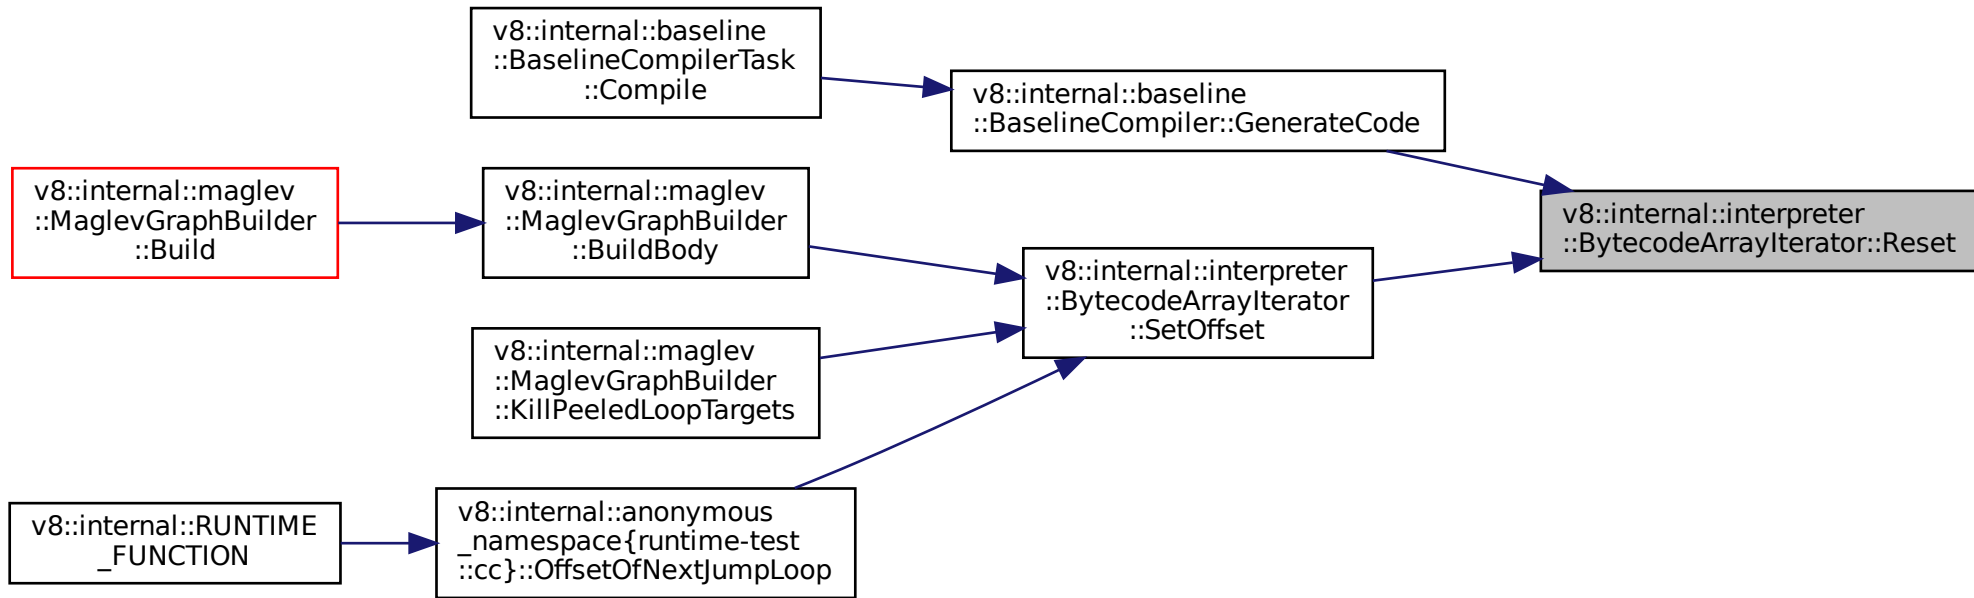 v8::internal::baseline
::BaselineCompilerTask
::Compile
v8::internal::baseline
::BaselineCompiler::GenerateCode
v8::internal::maglev
::MaglevGraphBuilder
::Build
v8::internal::maglev
::MaglevGraphBuilder
::BuildBody
v8::internal::interpreter
::BytecodeArrayIterator::Reset
v8::internal::interpreter
::BytecodeArrayIterator
::SetOffset
v8::internal::maglev
::MaglevGraphBuilder
::KillPeeledLoopTargets
v8::internal::RUNTIME
_FUNCTION
v8::internal::anonymous
_namespace{runtime-test
::cc}::OffsetOfNextJumpLoop